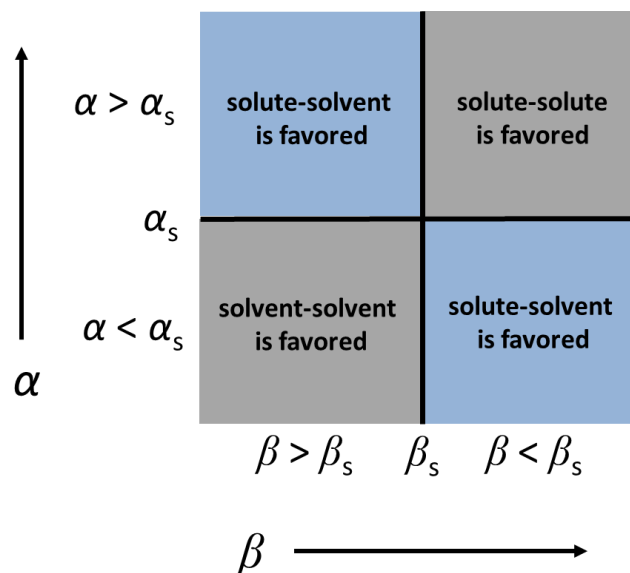 α > αs
solute-solvent
is favored
solute-solute
is favored
αs
α < αs
solvent-solvent
is favored
solute-solvent
is favored
α
β > βs
βs
β < βs
β